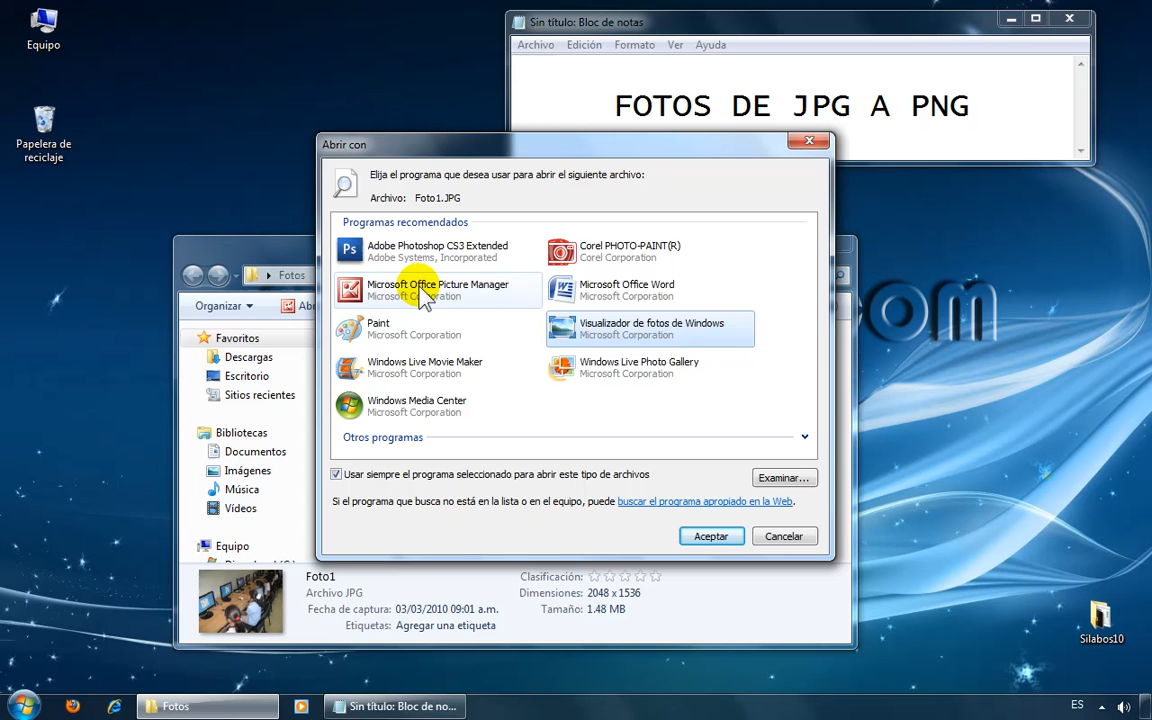 Equipo
Papelera de
reciclaje
Sin título: Bloc de notas
Archivo Edición Formato Ver Ayuda
FOTOS DE JPG A PNG
Abrir con
Elija el programa que desea usar para abrir el siguiente archivo:
Archivo: Foto1.JPG
Programas recomendados
Ps
Adobe Photoshop CS3 Extended
Adobe Systems, Incorporated
Corel PHOTO-PAINT(R)
Corel Corporation
Microsoft Office Picture Manager
Microsoft Corporation
Microsoft Office Word
Microsoft Corporation
Paint
Microsoft Corporation
Visualizador de fotos de Windows
Microsoft Corporation
Windows Live Movie Maker
Microsoft Corporation
Windows Live Photo Gallery
Microsoft Corporation
Windows Media Center
Microsoft Corporation
Otros programas
Usar siempre el programa seleccionado para abrir este tipo de archivos
Examinar...
Si el programa que busca no está en la lista o en el equipo, puede buscar el programa apropiado en la Web.
Aceptar
Cancelar
Fotos
Organizar
Favoritos
Descargas
Escritorio
Sitios recientes
Bibliotecas
Documentos
Imágenes
Música
Vídeos
Equipo
Foto1
Archivo JPG
Fecha de captura: 03/03/2010 09:01 a.m.
Etiquetas: Agregar una etiqueta
Clasificación:
Dimensiones: 2048 x 1536
Tamaño: 1.48 MB
om
Silabos10
Fotos
Sin título: Bloc de no...
ES